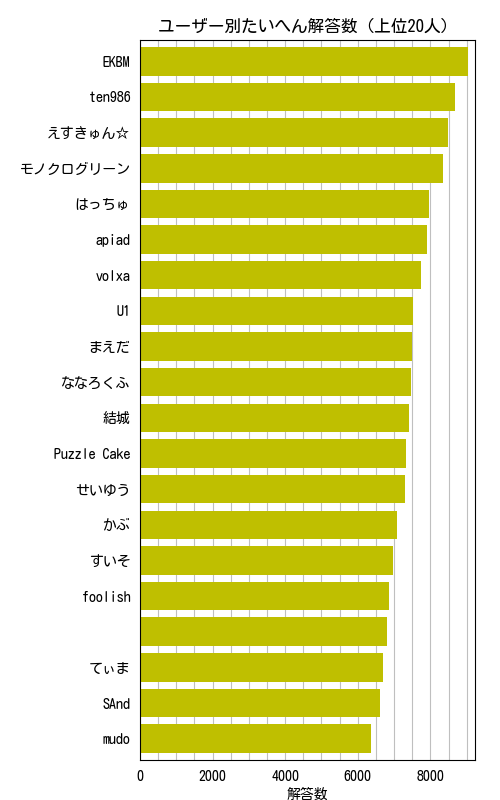 ユーザー別たいへん解答数（上位20人）
EKBM
ten986
えすきゅん☆
モノクログリーン
はっちゅ
apiad
volxa
U1
まえだ
ななろくふ
結城
Puzzle Cake
せいゆう
かぶ
すいそ
foolish
てぃま
SAnd
mudo
0 2000 4000 6000 8000
解答数